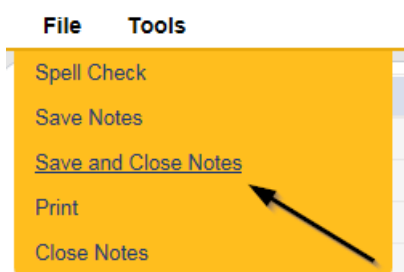 File Tools
Spell Check
Save Notes
Save and Close Notes
Print
Close Notes